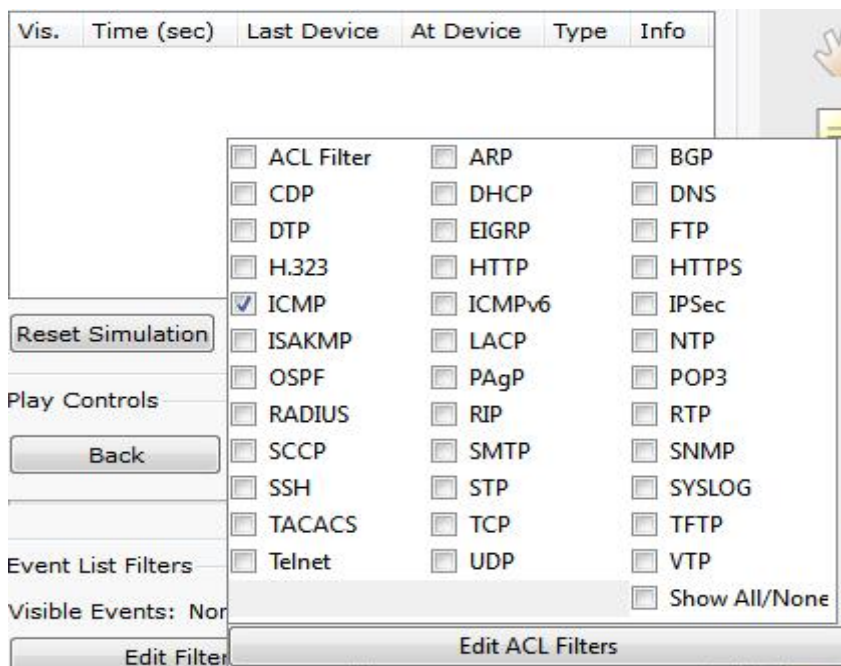 Vis. Time (sec) Last Device At Device Type Info
ACL Filter ARP BGP
CDP DHCP DNS
DTP EIGRP FTP
H.323 HTTP HTTPS
ICMP ICMPv6 IPSec
Reset Simulation
ISAKMP LACP NTP
OSPF PAgP POP3
Play Controls
RADIUS RIP RTP
Back
SCCP SMTP SNMP
SSH STP SYSLOG
TACACS TCP TFTP
Event List Filters
Telnet UDP VTP
Visible Events: Nor
Show All/None
Edit Filter
Edit ACL Filters